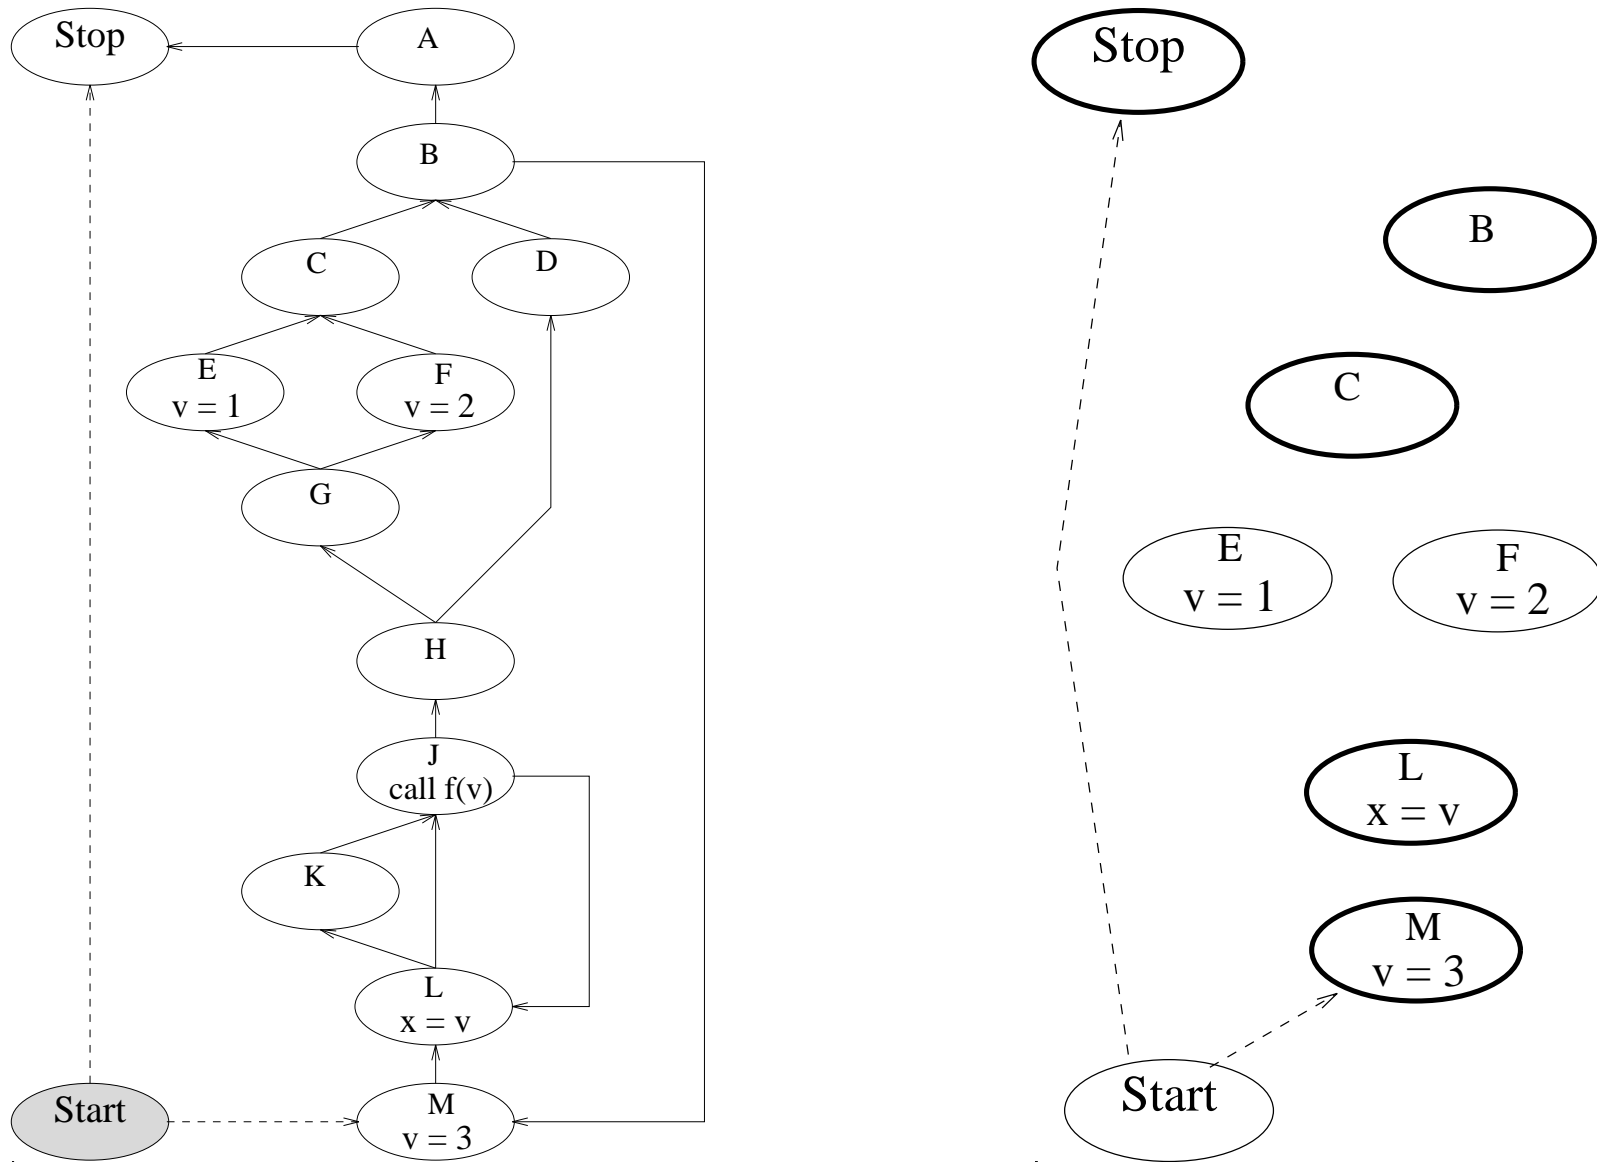 Stop
A
B
C
D
E
v = 1
F
v = 2
G
H
J
call f(v)
K
L
x = v
M
v = 3
Start
Stop
B
C
E
v = 1
F
v = 2
L
x = v
M
v = 3
Start